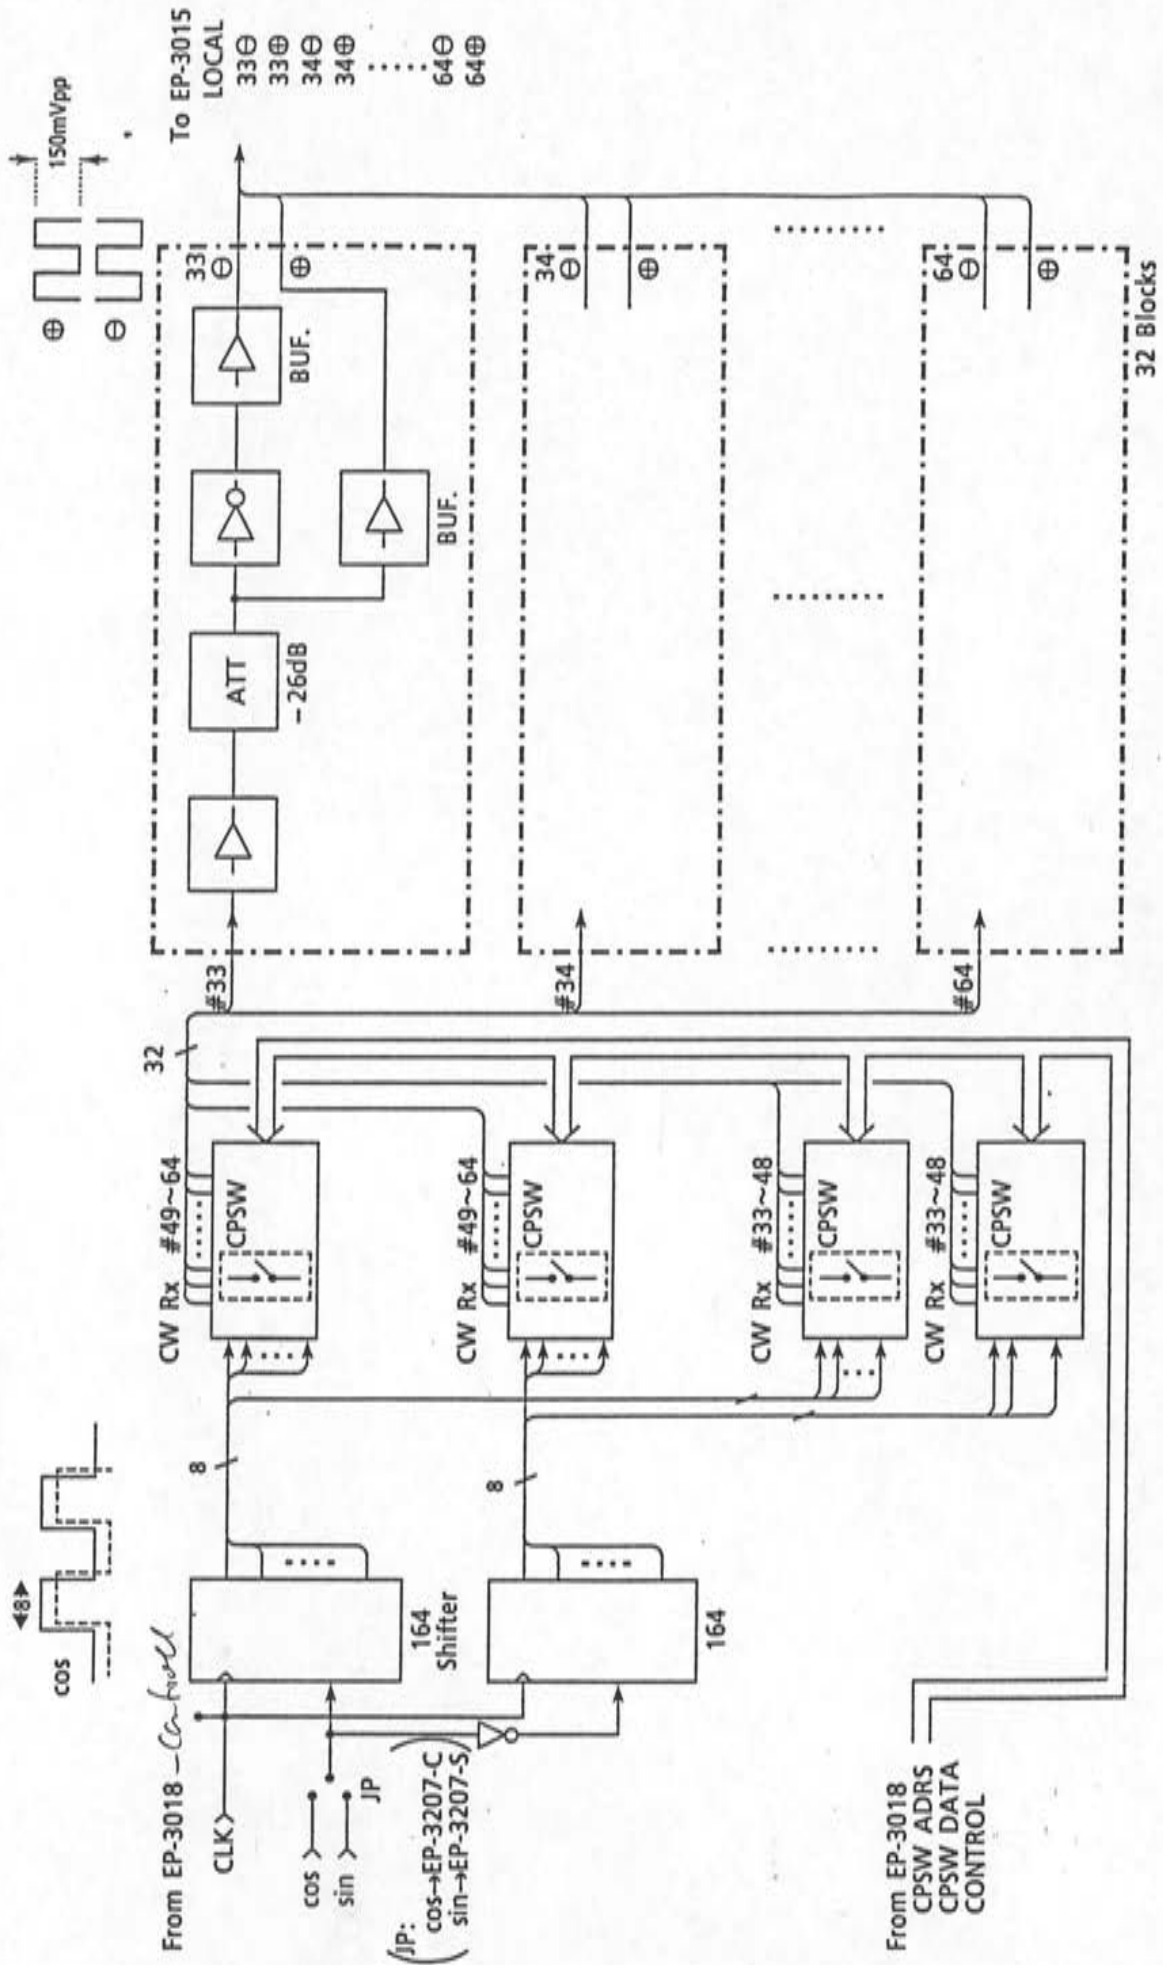 cos
◄8►
From EP-3018 – Control
CLK
cos
sin
JP
(JP:
cos→EP-3207-C
sin→EP-3207-S)
164
Shifter
164
8
8
CW Rx #49~64
CPSW
CW Rx #49~64
CPSW
CW Rx #33~48
CPSW
CW Rx #33~48
CPSW
From EP-3018
CPSW ADRS
CPSW DATA
CONTROL
32
#33
#34
#64
ATT
–26dB
BUF.
BUF.
33
⊖
⊕
34
⊖
⊕
64
⊖
⊕
32 Blocks
⊕
⊖
150mVpp
To EP-3015
LOCAL
33⊖
33⊕
34⊖
34⊕
64⊖
64⊕